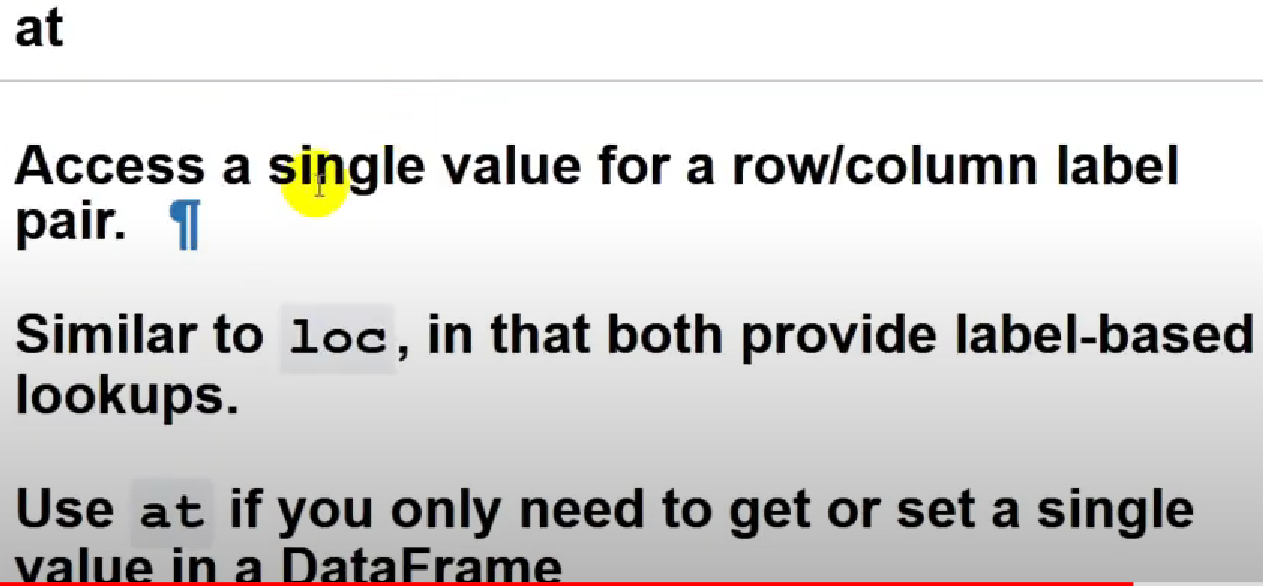 at
Access a single value for a row/column label
pair. ¶
Similar to loc, in that both provide label-based
lookups.
Use at if you only need to get or set a single
value in a DataFrame